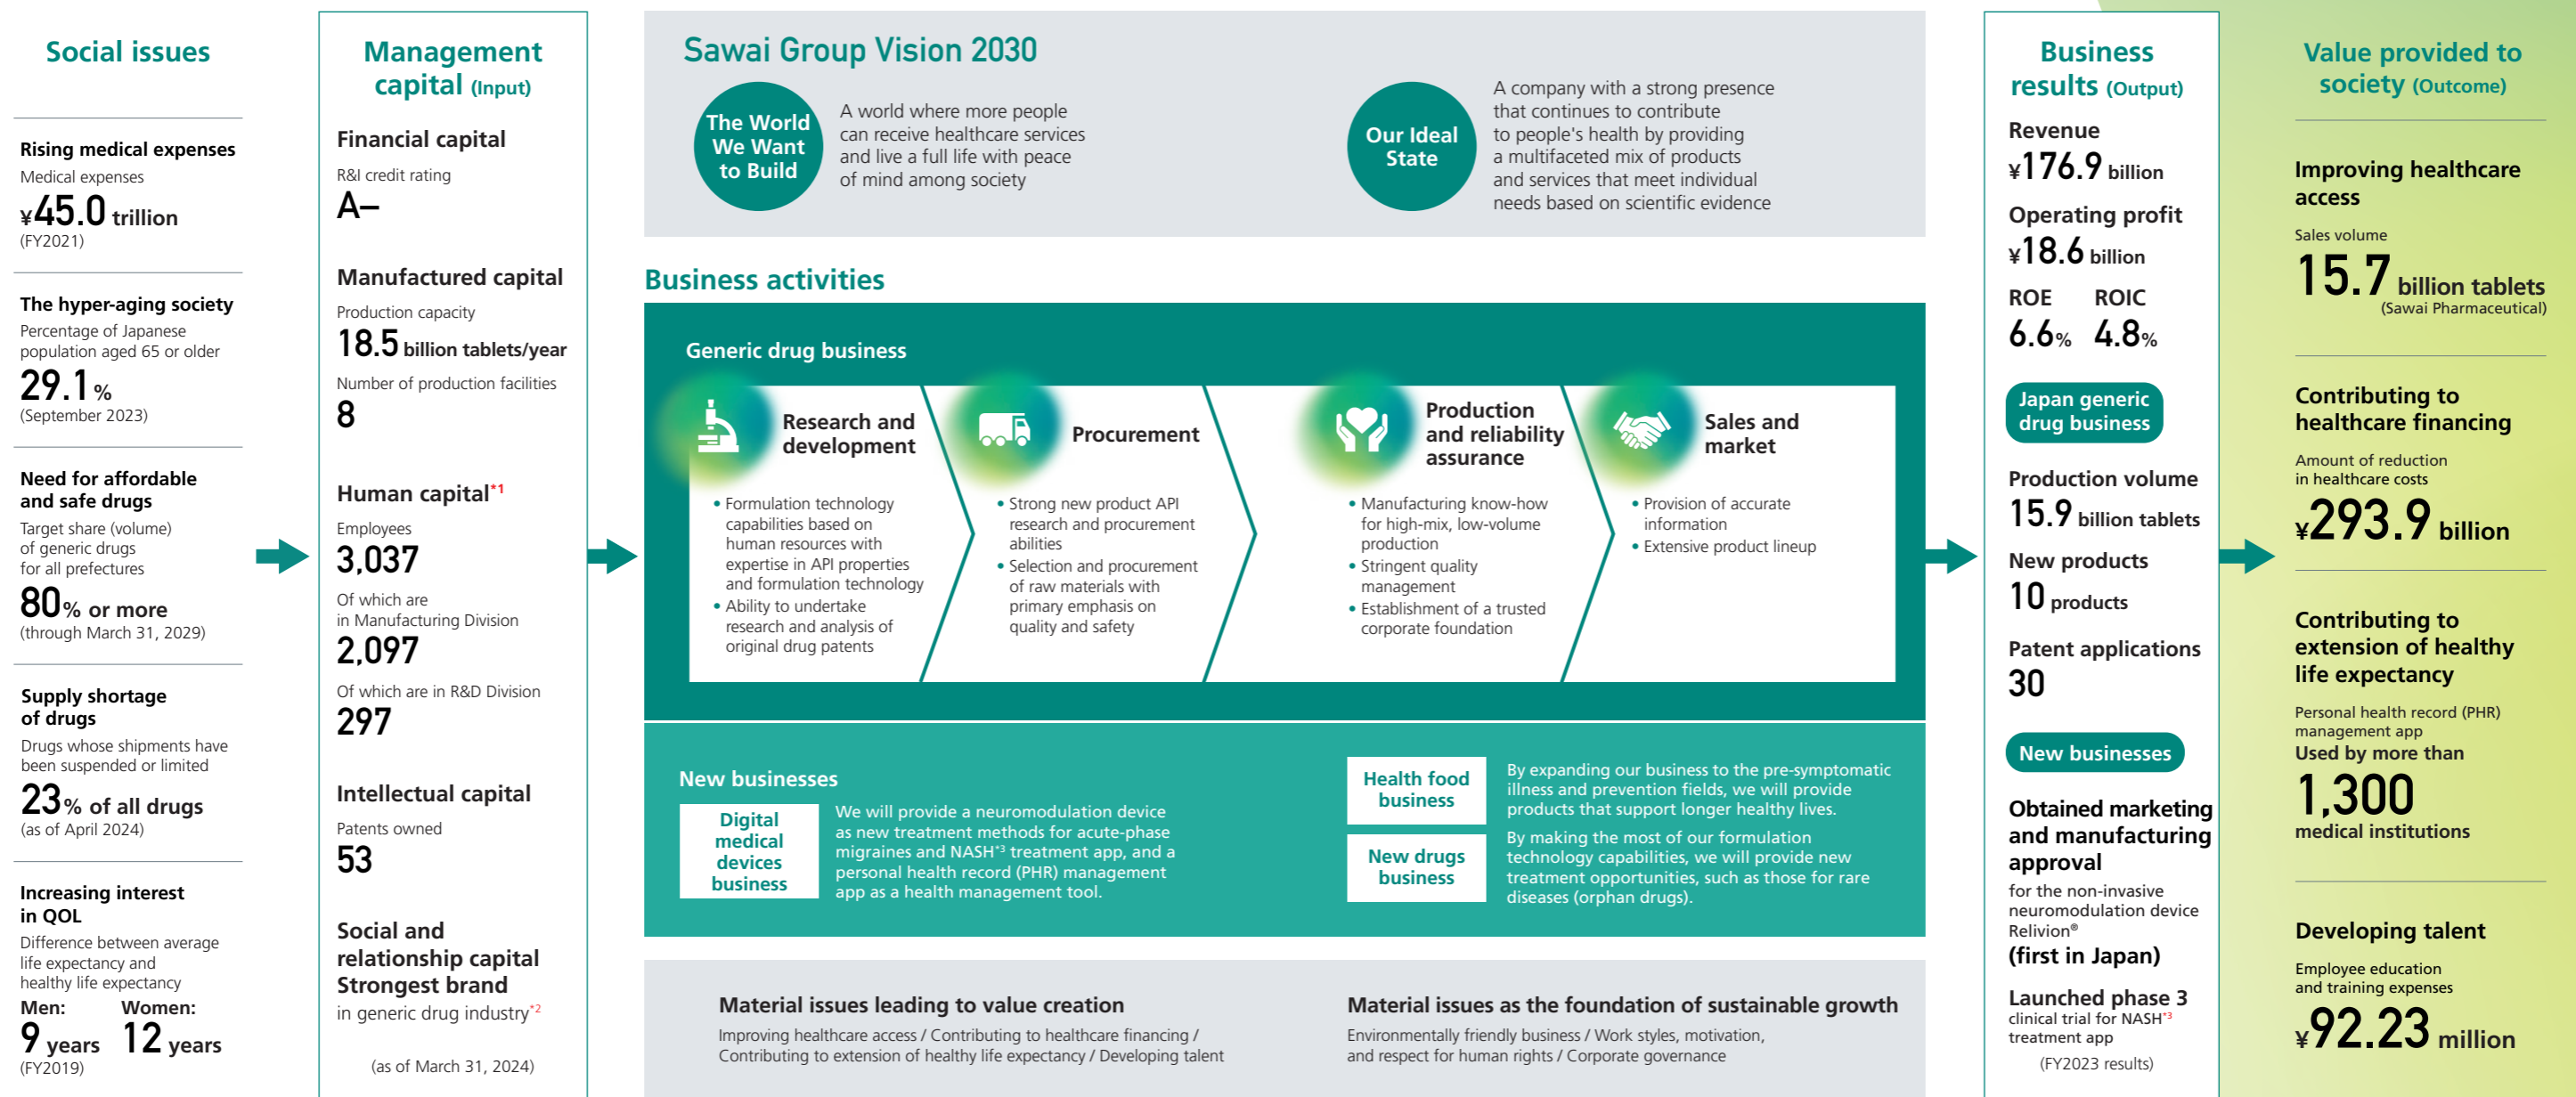 Social issues
Rising medical expenses
Medical expenses
¥45.0 trillion
(FY2021)
The hyper-aging society
Percentage of Japanese
population aged 65 or older
29.1%
(September 2023)
Need for affordable
and safe drugs
Target share (volume)
of generic drugs
for all prefectures
80% or more
(through March 31, 2029)
Supply shortage
of drugs
Drugs whose shipments have
been suspended or limited
23% of all drugs
(as of April 2024)
Increasing interest
in QOL
Difference between average
life expectancy and
healthy life expectancy
Men: Women:
9 years 12 years
(FY2019)
Management
capital (Input)
Financial capital
R&I credit rating
A–
Manufactured capital
Production capacity
18.5 billion tablets/year
Number of production facilities
8
Human capital*1
Employees
3,037
Of which are
in Manufacturing Division
2,097
Of which are in R&D Division
297
Intellectual capital
Patents owned
53
Social and
relationship capital
Strongest brand
in generic drug industry*2
(as of March 31, 2024)
Sawai Group Vision 2030
The World
We Want
to Build
A world where more people
can receive healthcare services
and live a full life with peace
of mind among society
Our Ideal
State
A company with a strong presence
that continues to contribute
to people's health by providing
a multifaceted mix of products
and services that meet individual
needs based on scientific evidence
Business activities
Generic drug business
Research and
development
• Formulation technology
capabilities based on
human resources with
expertise in API properties
and formulation technology
• Ability to undertake
research and analysis of
original drug patents
Procurement
• Strong new product API
research and procurement
abilities
• Selection and procurement
of raw materials with
primary emphasis on
quality and safety
Production
and reliability
assurance
• Manufacturing know-how
for high-mix, low-volume
production
• Stringent quality
management
• Establishment of a trusted
corporate foundation
Sales and
market
• Provision of accurate
information
• Extensive product lineup
New businesses
Digital
medical
devices
business
We will provide a neuromodulation device
as new treatment methods for acute-phase
migraines and NASH*3 treatment app, and a
personal health record (PHR) management
app as a health management tool.
Health food
business
By expanding our business to the pre-symptomatic
illness and prevention fields, we will provide
products that support longer healthy lives.
New drugs
business
By making the most of our formulation
technology capabilities, we will provide new
treatment opportunities, such as those for rare
diseases (orphan drugs).
Material issues leading to value creation
Improving healthcare access / Contributing to healthcare financing /
Contributing to extension of healthy life expectancy / Developing talent
Material issues as the foundation of sustainable growth
Environmentally friendly business / Work styles, motivation,
and respect for human rights / Corporate governance
Business
results (Output)
Revenue
¥176.9 billion
Operating profit
¥18.6 billion
ROE ROIC
6.6% 4.8%
Japan generic
drug business
Production volume
15.9 billion tablets
New products
10 products
Patent applications
30
New businesses
Obtained marketing
and manufacturing
approval
for the non-invasive
neuromodulation device
Relivion®
(first in Japan)
Launched phase 3
clinical trial for NASH*3
treatment app
(FY2023 results)
Value provided to
society (Outcome)
Improving healthcare
access
Sales volume
15.7 billion tablets
(Sawai Pharmaceutical)
Contributing to
healthcare financing
Amount of reduction
in healthcare costs
¥293.9 billion
Contributing to
extension of healthy
life expectancy
Personal health record (PHR)
management app
Used by more than
1,300
medical institutions
Developing talent
Employee education
and training expenses
¥92.23 million